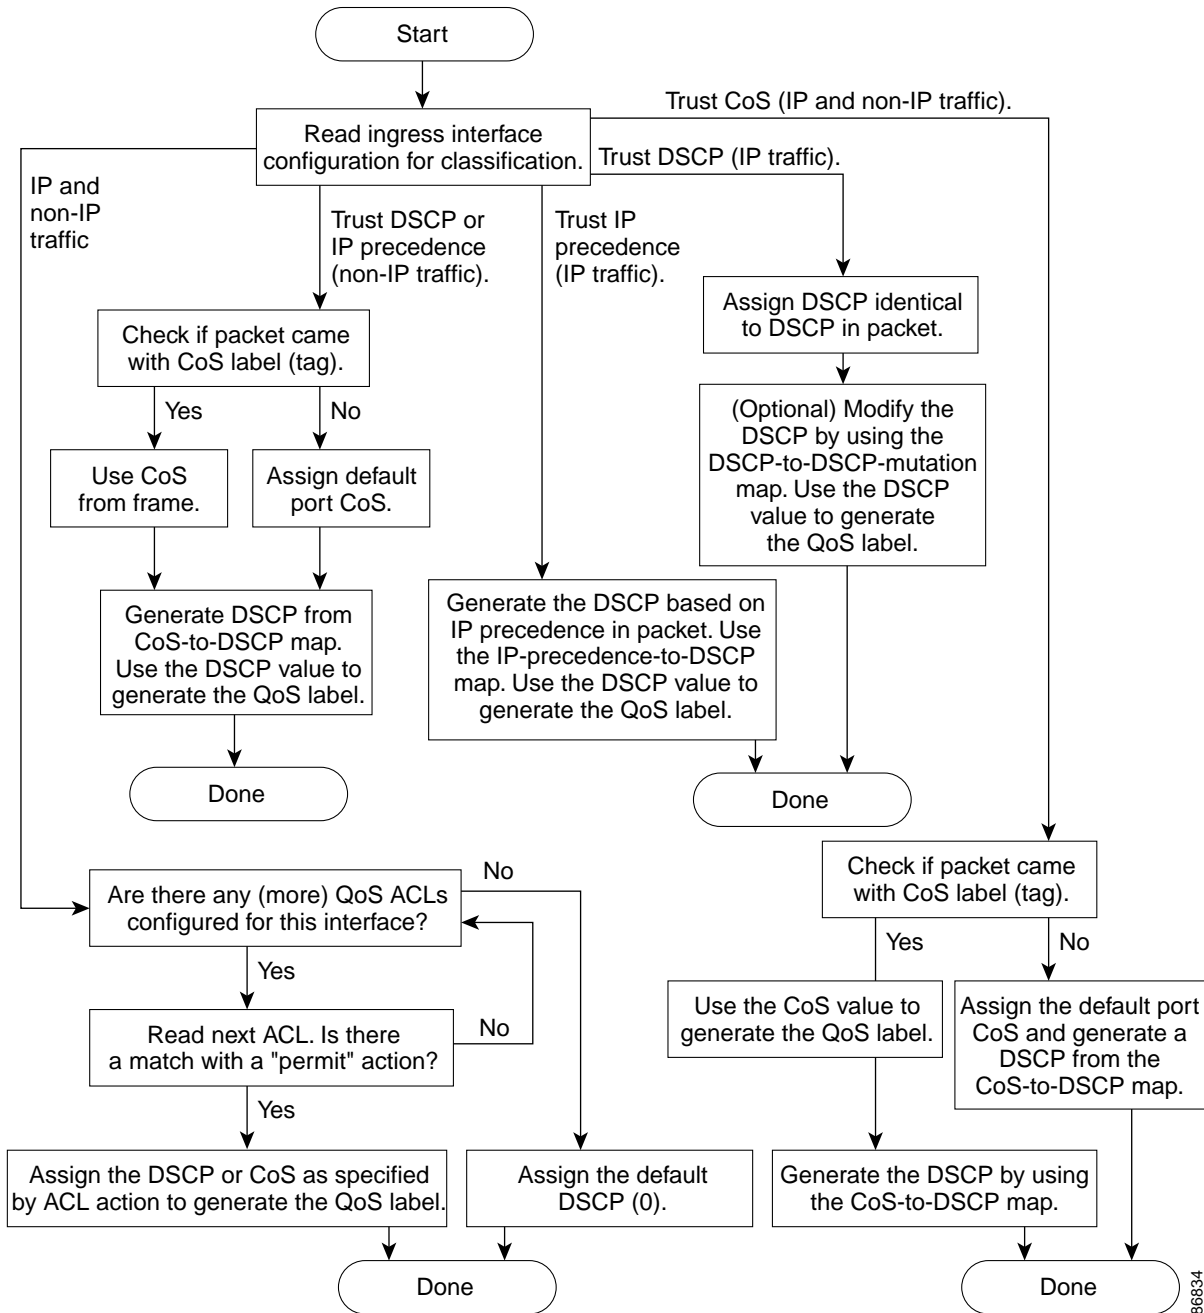 Start
Trust CoS (IP and non-IP traffic).
Read ingress interface
configuration for classification.
Trust DSCP (IP traffic).
IP and
non-IP
traffic
Trust DSCP or
IP precedence
(non-IP traffic).
Trust IP
precedence
(IP traffic).
Assign DSCP identical
to DSCP in packet.
Check if packet came
with CoS label (tag).
Yes
No
(Optional) Modify the
DSCP by using the
DSCP-to-DSCP-mutation
map. Use the DSCP
value to generate
the QoS label.
Use CoS
from frame.
Assign default
port CoS.
Generate DSCP from
CoS-to-DSCP map.
Use the DSCP value to
generate the QoS label.
Generate the DSCP based on
IP precedence in packet. Use
the IP-precedence-to-DSCP
map. Use the DSCP value to
generate the QoS label.
Done
Done
Are there any (more) QoS ACLs
configured for this interface?
No
Check if packet came
with CoS label (tag).
Yes
Yes
No
Read next ACL. Is there
a match with a "permit" action?
No
Use the CoS value to
generate the QoS label.
Assign the default port
CoS and generate a
DSCP from the
CoS-to-DSCP map.
Yes
Assign the DSCP or CoS as specified
by ACL action to generate the QoS label.
Assign the default
DSCP (0).
Generate the DSCP by using
the CoS-to-DSCP map.
Done
Done
86834